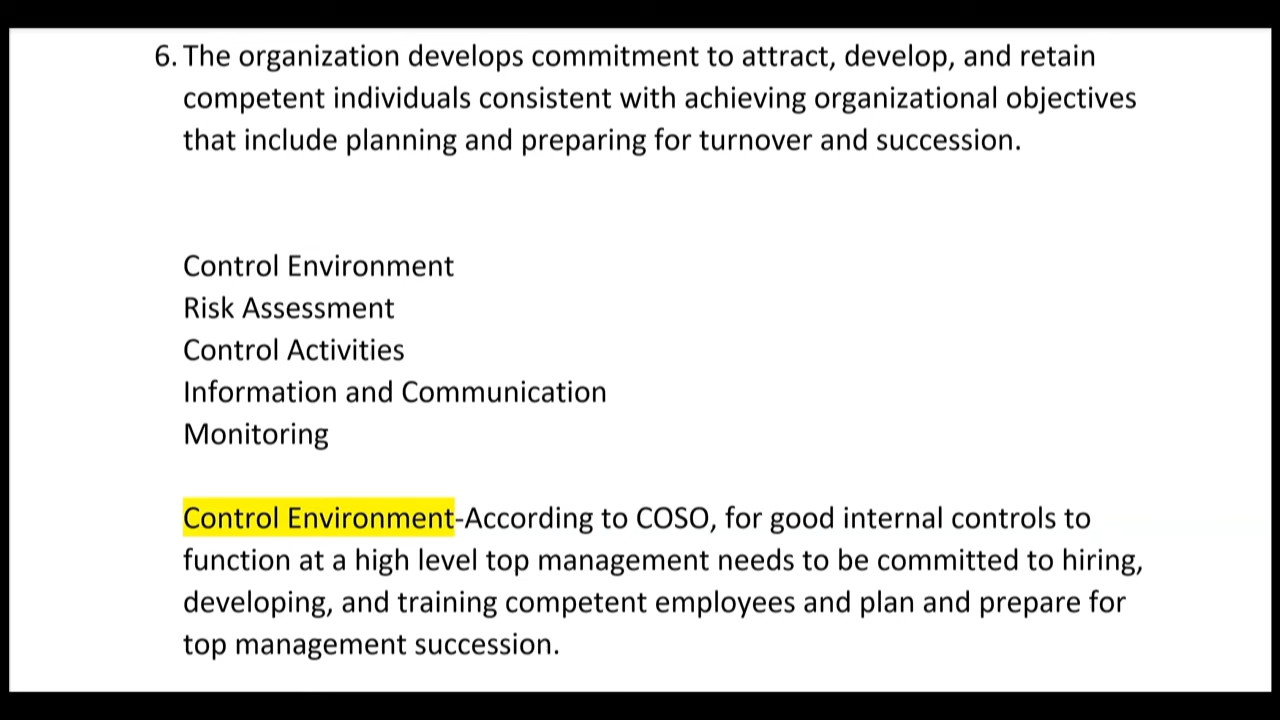 6. The organization develops commitment to attract, develop, and retain
competent individuals consistent with achieving organizational objectives
that include planning and preparing for turnover and succession.
Control Environment
Risk Assessment
Control Activities
Information and Communication
Monitoring
Control Environment-According to COSO, for good internal controls to
function at a high level top management needs to be committed to hiring,
developing, and training competent employees and plan and prepare for
top management succession.